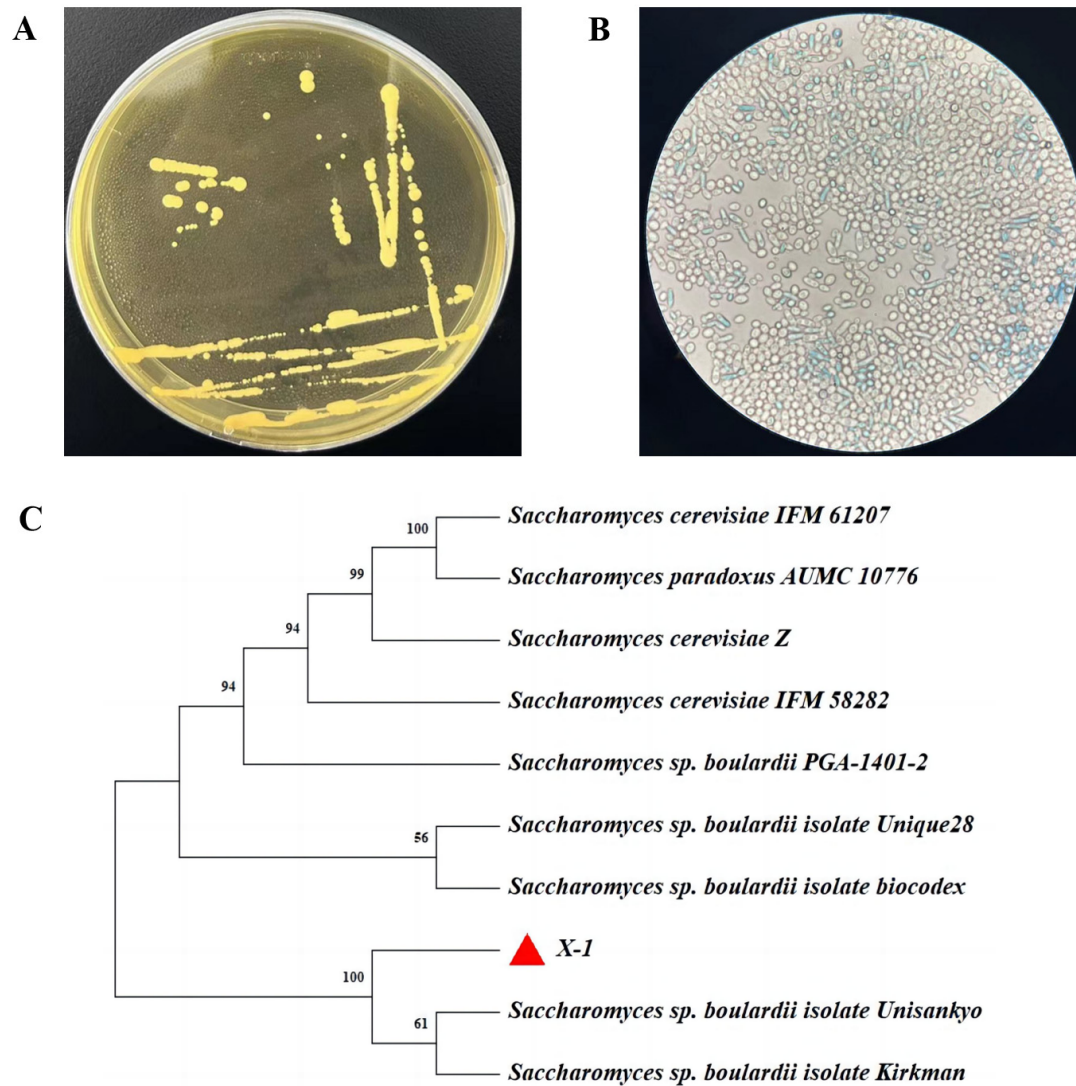 A
B
C
Saccharomyces cerevisiae IFM 61207
100
Saccharomyces paradoxus AUMC 10776
99
Saccharomyces cerevisiae Z
94
Saccharomyces cerevisiae IFM 58282
94
Saccharomyces sp. boulardii PGA-1401-2
Saccharomyces sp. boulardii isolate Unique28
56
Saccharomyces sp. boulardii isolate biocodex
X-1
100
Saccharomyces sp. boulardii isolate Unisankyo
61
Saccharomyces sp. boulardii isolate Kirkman